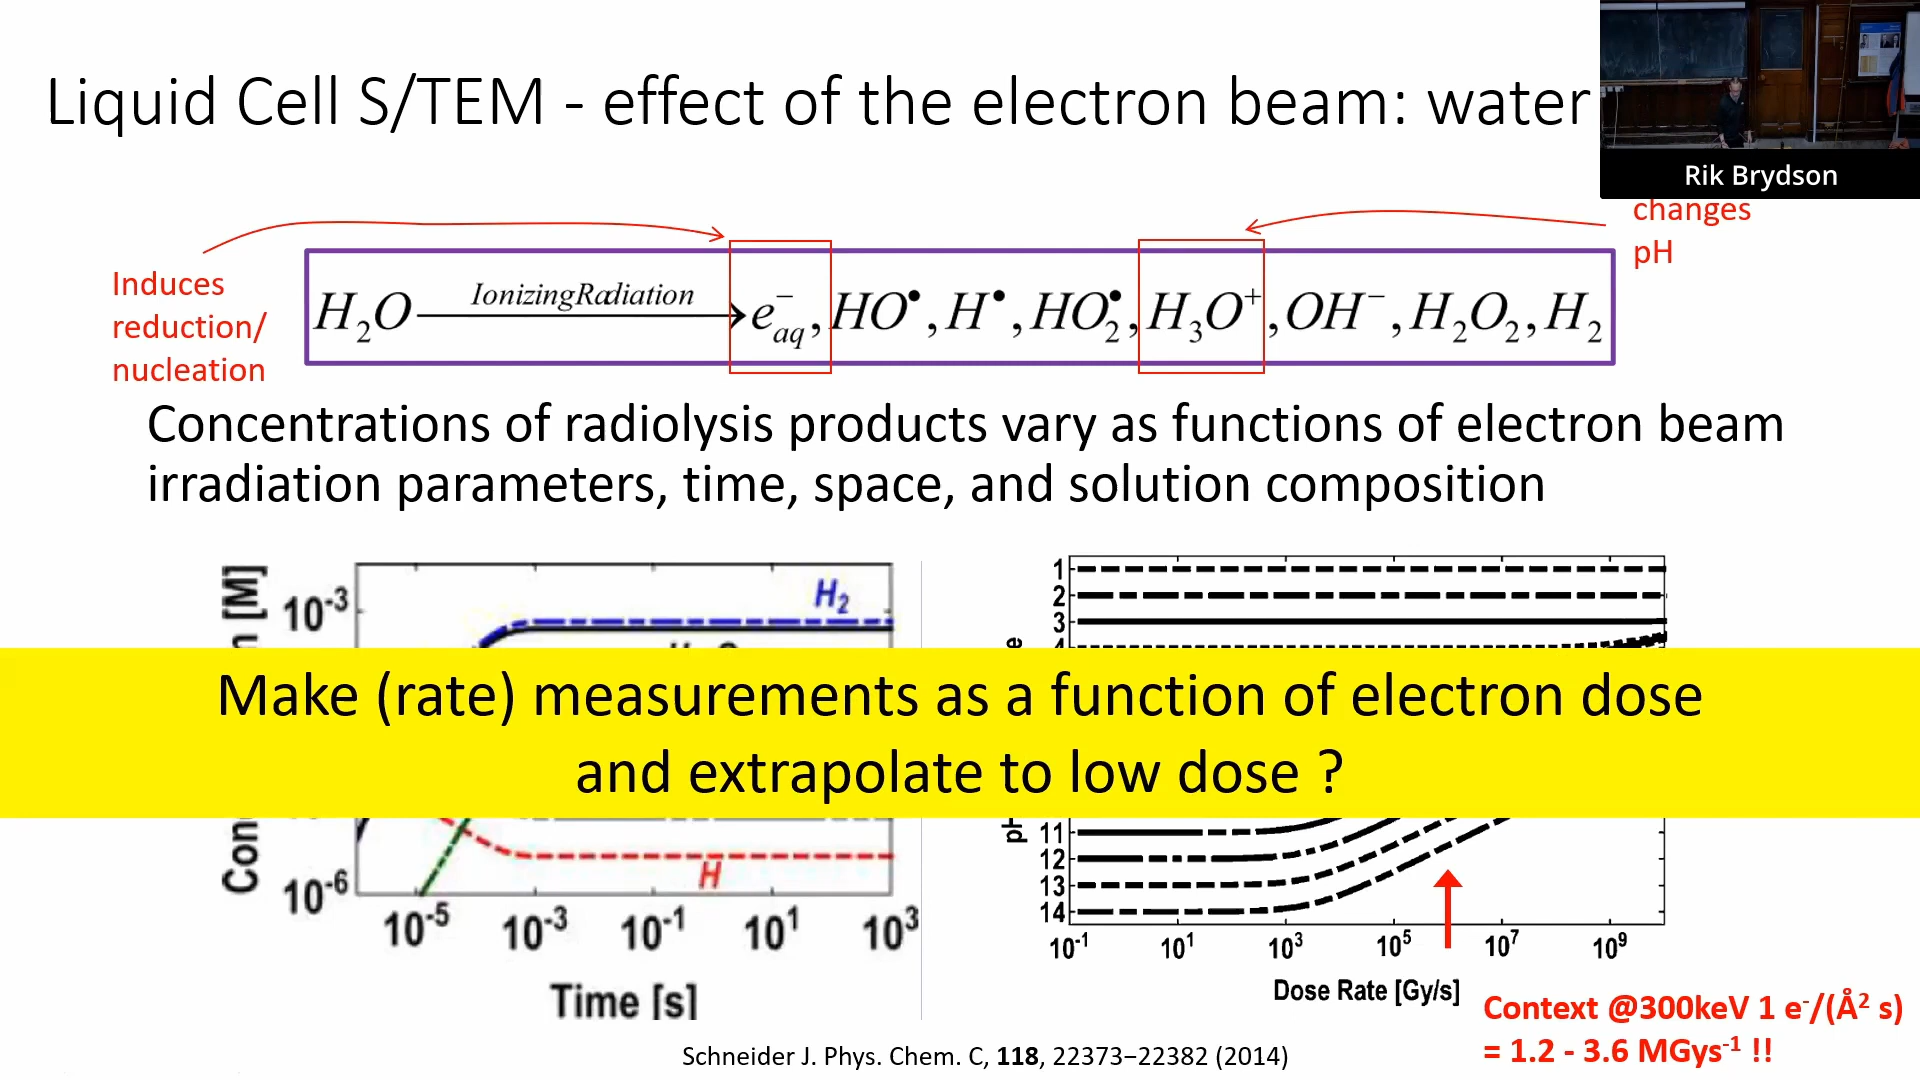 Liquid Cell S/TEM - effect of the electron beam: water
Rik Brydson
changes
pH
Induces
reduction/
nucleation
H₂O IonizingRadiation → e⁻aq, HO•, H•, HO₂•, H₃O⁺, OH⁻, H₂O₂, H₂
Concentrations of radiolysis products vary as functions of electron beam
irradiation parameters, time, space, and solution composition
[M]
10⁻³
H₂
1
2
3
Make (rate) measurements as a function of electron dose
and extrapolate to low dose ?
Con
10⁻⁶
H
10⁻⁵ 10⁻³ 10⁻¹ 10¹ 10³
Time [s]
11
12
13
14
10⁻¹ 10¹ 10³ 10⁵ 10⁷ 10⁹
Dose Rate [Gy/s]
Context @300keV 1 e⁻/(Å² s)
= 1.2 - 3.6 MGys⁻¹ !!
Schneider J. Phys. Chem. C, 118, 22373−22382 (2014)